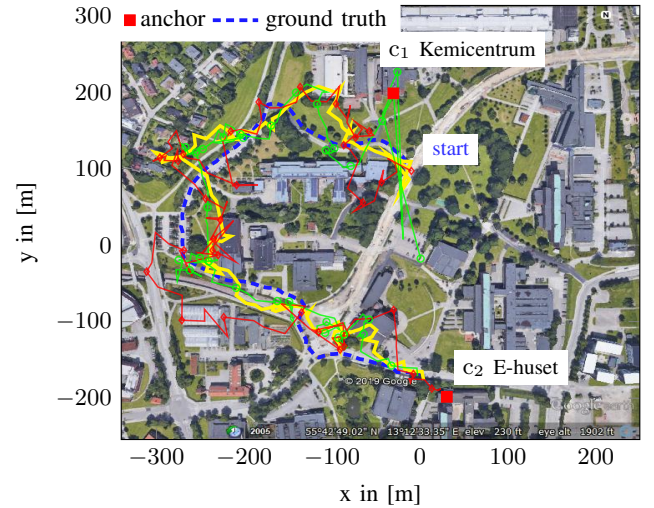 anchor ground truth
N
c1 Kemicentrum
start
c2 E-huset
© 2019 Google
Google Earth
2005 55°42'49.02" N 13°12'33.35" E elev 230 ft eye alt 1902 ft
300
200
100
0
−100
−200
y in [m]
−300 −200 −100 0 100 200
x in [m]